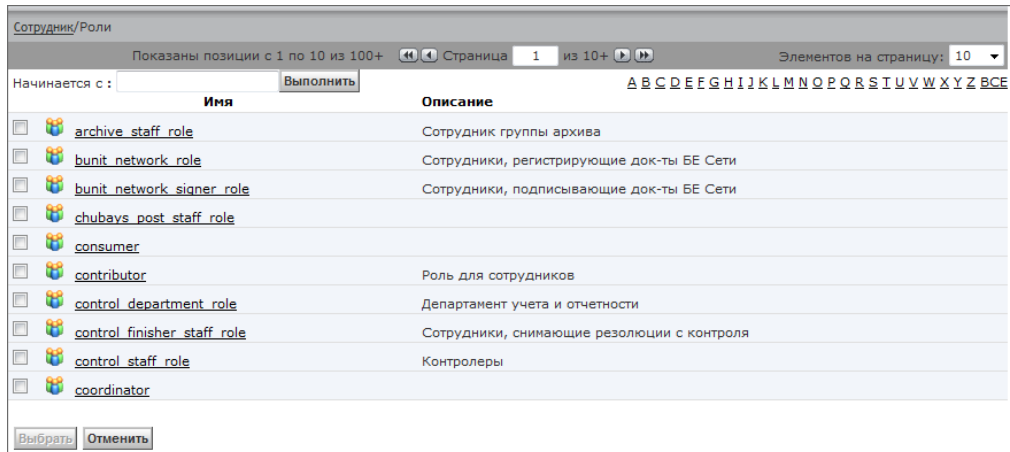 Сотрудник/Роли
Показаны позиции с 1 по 10 из 100+ Страница 1 из 10+ Элементов на страницу: 10
Начинается с : Выполнить A B C D E F G H I J K L M N O P Q R S T U V W X Y Z ВСЕ
Имя Описание
archive_staff_role Сотрудник группы архива
bunit_network_role Сотрудники, регистрирующие док-ты БЕ Сети
bunit_network_signer_role Сотрудники, подписывающие док-ты БЕ Сети
chubays_post_staff_role
consumer
contributor Роль для сотрудников
control_department_role Департамент учета и отчетности
control_finisher_staff_role Сотрудники, снимающие резолюции с контроля
control_staff_role Контролеры
coordinator
Выбрать Отменить